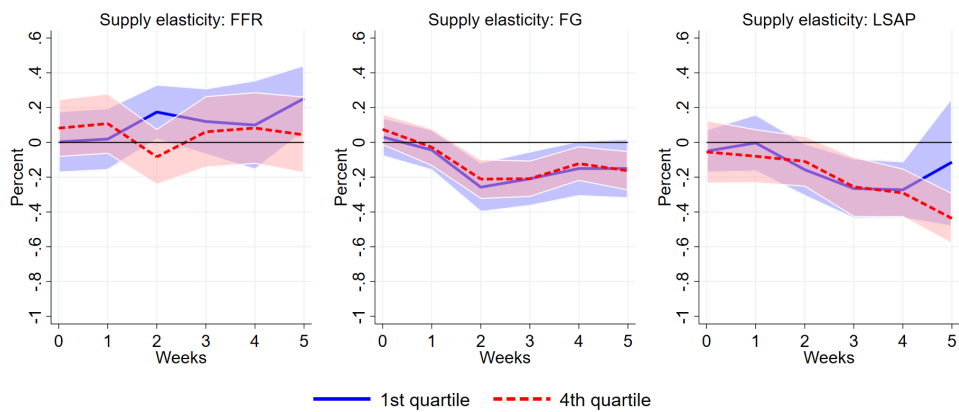 Supply elasticity: FFR
Supply elasticity: FG
Supply elasticity: LSAP
Percent
.6
.4
.2
0
-.2
-.4
-.6
-.8
-1
0 1 2 3 4 5
Weeks
Percent
.6
.4
.2
0
-.2
-.4
-.6
-.8
-1
0 1 2 3 4 5
Weeks
Percent
.6
.4
.2
0
-.2
-.4
-.6
-.8
-1
0 1 2 3 4 5
Weeks
1st quartile 4th quartile